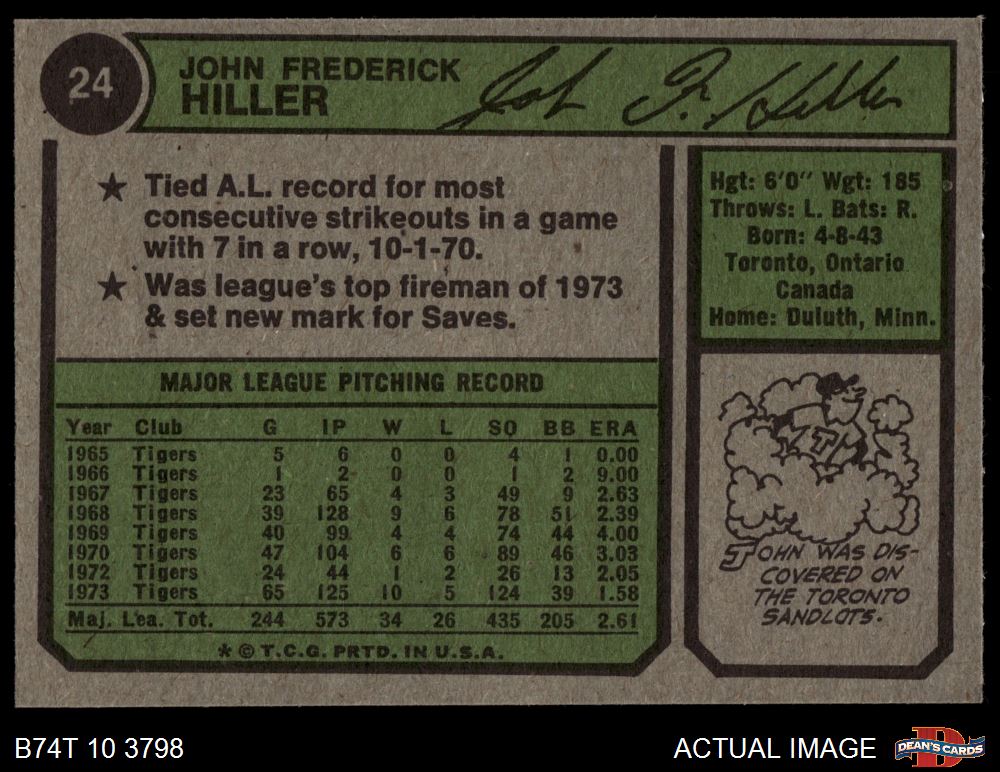 24
JOHN FREDERICK
HILLER
John F. Hiller
★ Tied A.L. record for most
consecutive strikeouts in a game
with 7 in a row, 10-1-70.
★ Was league's top fireman of 1973
& set new mark for Saves.
Hgt: 6'0" Wgt: 185
Throws: L. Bats: R.
Born: 4-8-43
Toronto, Ontario
Canada
Home: Duluth, Minn.
MAJOR LEAGUE PITCHING RECORD
Year Club G IP W L SO BB ERA
1965 Tigers 5 6 0 0 4 1 0.00
1966 Tigers 1 2 0 0 1 2 9.00
1967 Tigers 23 65 4 3 49 9 2.63
1968 Tigers 39 128 9 6 78 51 2.39
1969 Tigers 40 99 4 4 74 44 4.00
1970 Tigers 47 104 6 6 89 46 3.03
1972 Tigers 24 44 1 2 26 13 2.05
1973 Tigers 65 125 10 5 124 39 1.58
Maj. Lea. Tot. 244 573 34 26 435 205 2.61
* © T.C.G. PRTD. IN U.S.A.
T
JOHN WAS DIS-
COVERED ON
THE TORONTO
SANDLOTS.
B74T 10 3798
ACTUAL IMAGE
D
DEAN'S CARDS